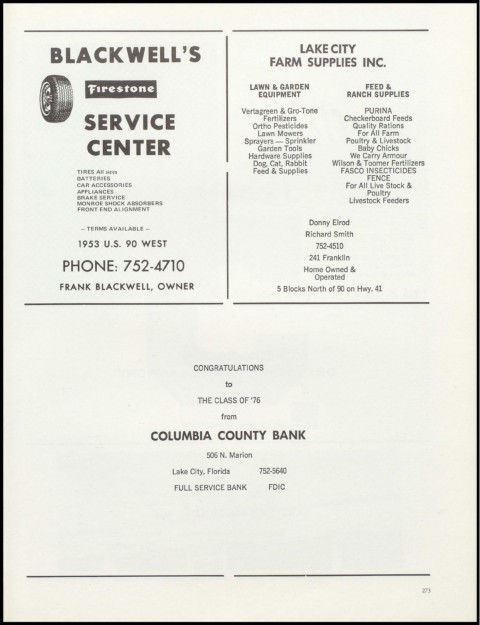 BLACKWELL'S
Firestone
SERVICE
CENTER
TIRES All
BATTERIES
CAR ACCESSORIES
APPLIANCES
BRAKE SERVICE
MONROE SHOCK ABSORBERS
FRONT END ALIGNMENT
– TERMS AVAILABLE –
1953 U.S. 90 WEST
PHONE: 752-4710
FRANK BLACKWELL, OWNER
LAKE CITY
FARM SUPPLIES INC.
LAWN & GARDEN
EQUIPMENT
Vertagreen & Gro-Tone
Fertilizers
Ortho Pesticides
Lawn Mowers
Sprayers — Sprinkler
Garden Tools
Hardware Supplies
Dog, Cat, Rabbit
Feed & Supplies
FEED &
RANCH SUPPLIES
PURINA
Checkerboard Feeds
Quality Rations
For All Farm
Poultry & Livestock
Baby Chicks
We Carry Armour
Wilson & Toomer Fertilizers
FASCO INSECTICIDES
FENCE
For All Live Stock &
Poultry
Livestock Feeders
Donny Elrod
Richard Smith
752-4510
241 Franklin
Home Owned &
Operated
5 Blocks North of 90 on Hwy. 41
CONGRATULATIONS
to
THE CLASS OF '76
from
COLUMBIA COUNTY BANK
506 N. Marion
Lake City, Florida 752-5640
FULL SERVICE BANK FDIC
273